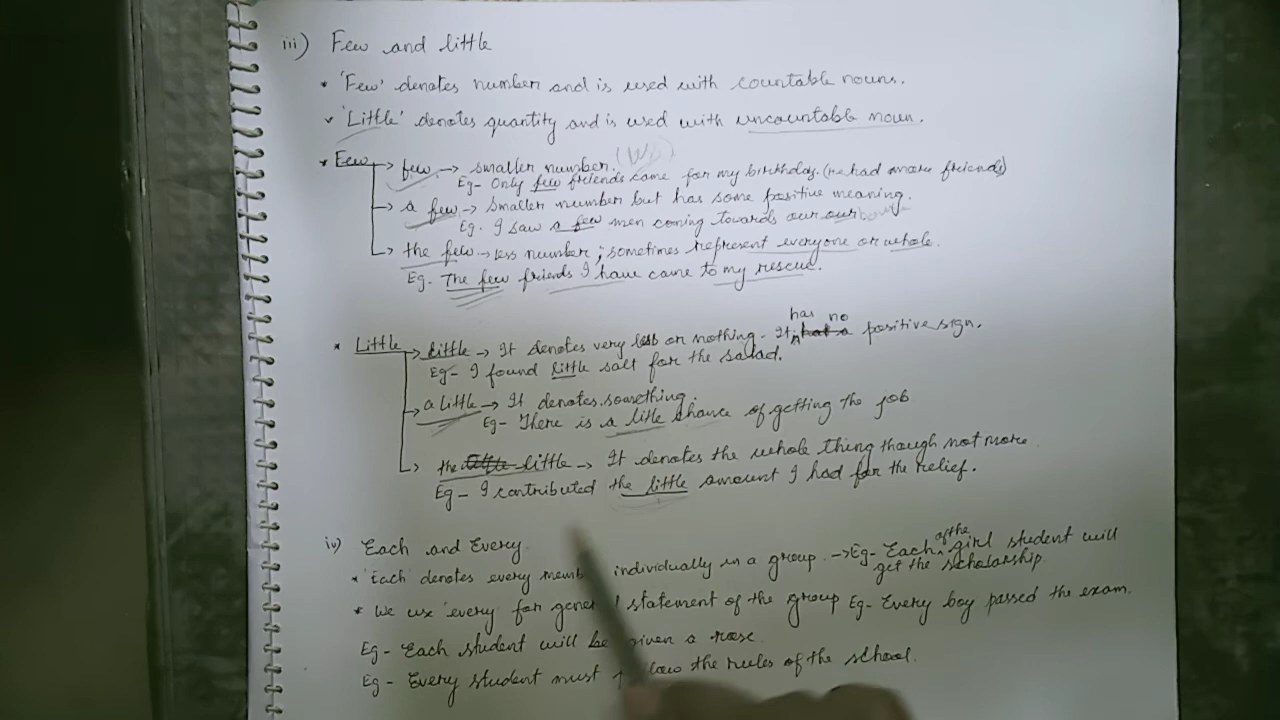 iii) Few and little
* 'Few' denotes number and is used with countable nouns.
* 'Little' denotes quantity and is used with uncountable noun.
* Few → few → smaller number.
Eg- Only few friends came for my birthday. (he had more friends)
→ a few → smaller number but has some positive meaning.
Eg. I saw a few men coming towards our our
→ the few → less number; sometimes represent everyone or whole.
Eg. The few friends I have came to my rescue.
* Little → little → It denotes very less or nothing. It has no positive sign.
Eg- I found little salt for the salad.
→ a little → It denotes something.
Eg- There is a little chance of getting the job
→ the little → It denotes the whole thing though not more
Eg- I contributed the little amount I had for the relief.
iv) Each and Every
* 'Each' denotes every individually in a group. → Eg- Each of the girl student will
get the scholarship
* We use 'every for statement of the group Eg- Every boy passed the exam.
Eg- Each student will be given a rose
Eg- Every student must the rules of the school.